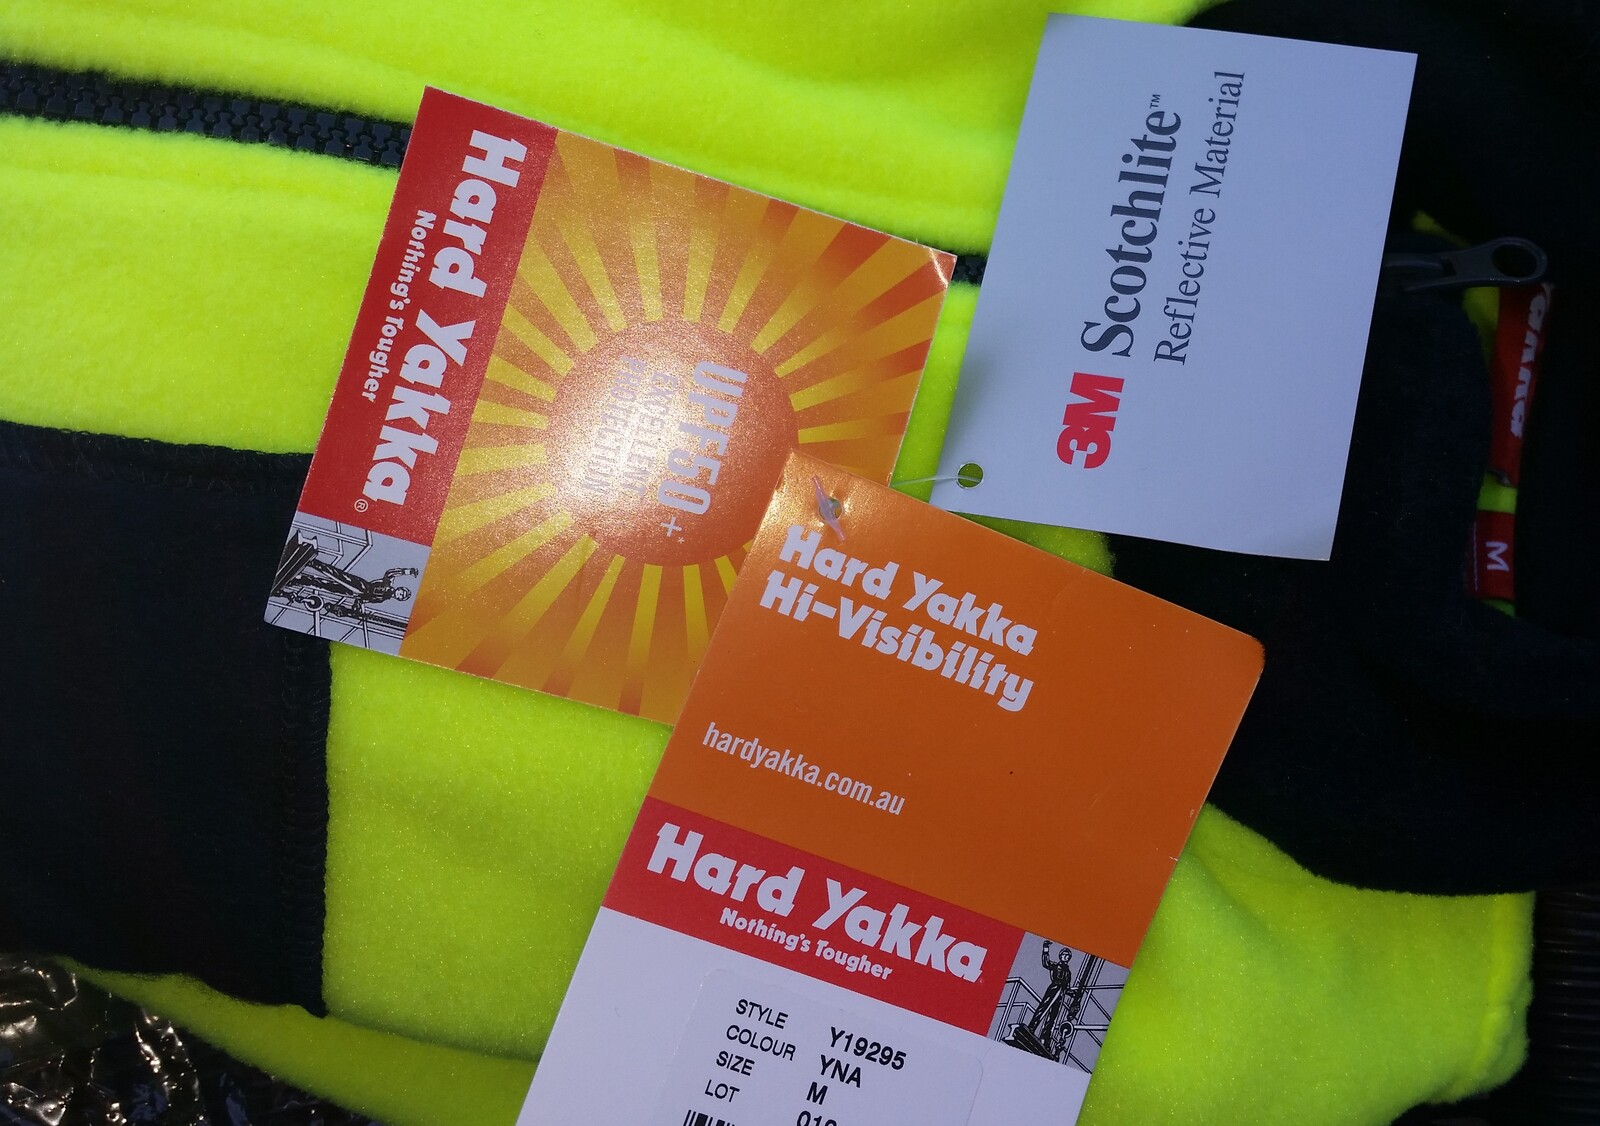 Hard Yakka®
Nothing's Tougher
UPF50+*
EXCELLENT
PROTECTION
3M Scotchlite™
Reflective Material
Hard Yakka
Hi-Visibility
hardyakka.com.au
Hard Yakka
Nothing's Tougher
STYLE Y19295
COLOUR YNA
SIZE M
LOT
M